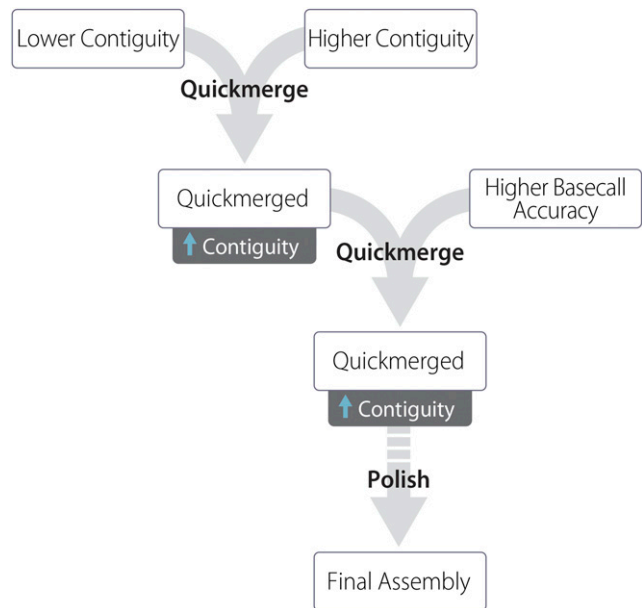 Lower Contiguity
Higher Contiguity
Quickmerge
Quickmerged
Contiguity
Higher Basecall
Accuracy
Quickmerge
Quickmerged
Contiguity
Polish
Final Assembly